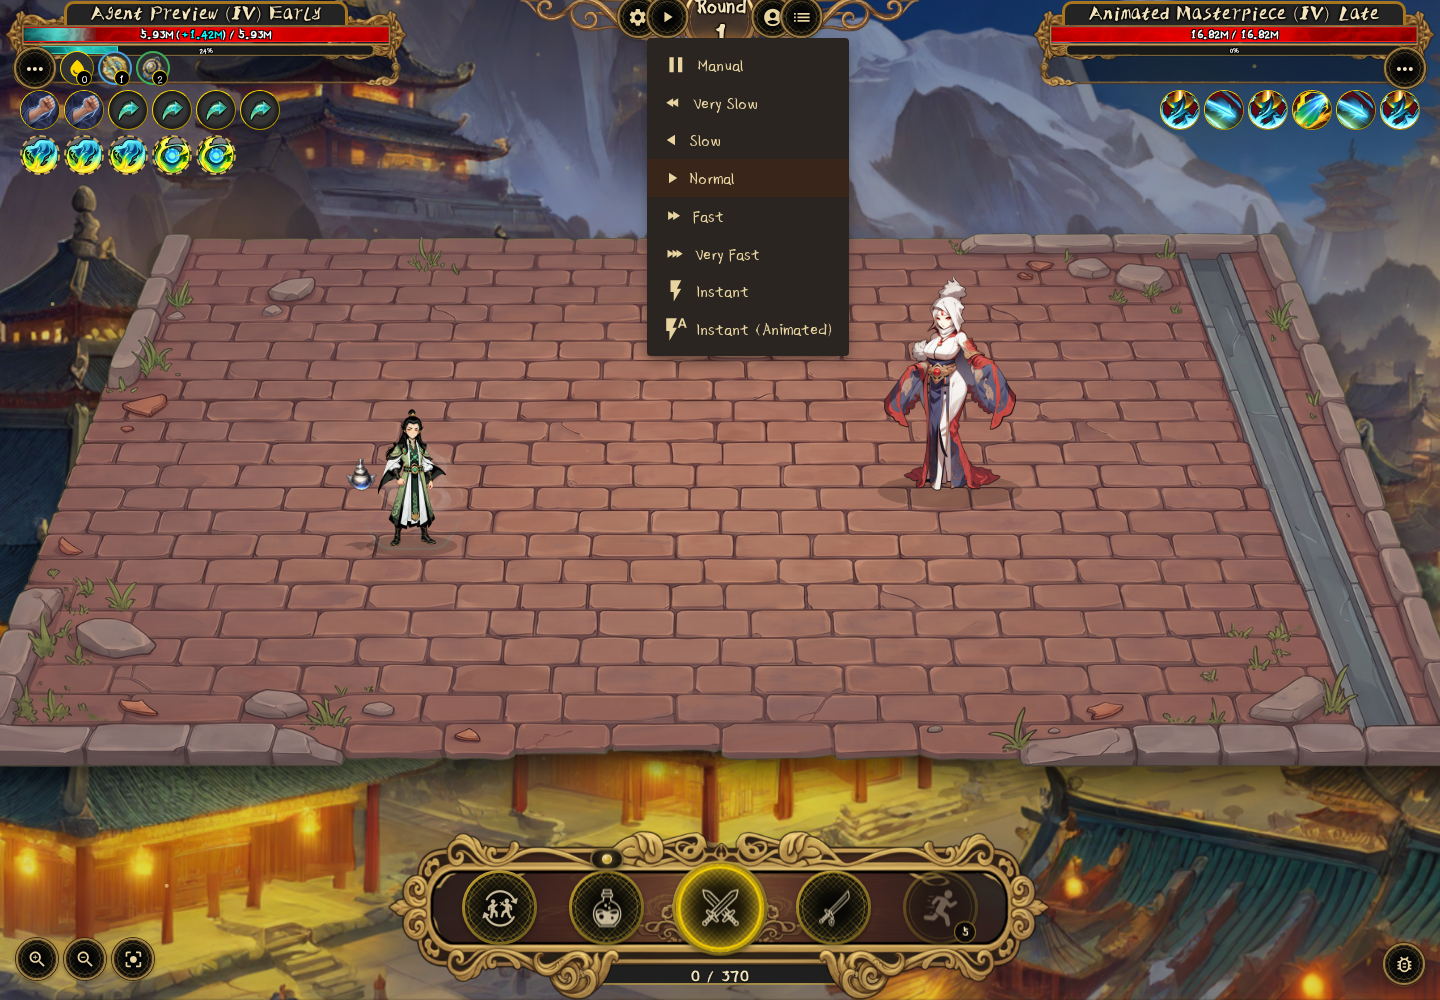 Agent Preview (IV) Early
5.93M (+1.42M) / 5.93M
24%
0
1
2
Round
1
Animated Masterpiece (IV) Late
16.82M / 16.82M
0%
Manual
Very Slow
Slow
Normal
Fast
Very Fast
Instant
A Instant (Animated)
5
0 / 370